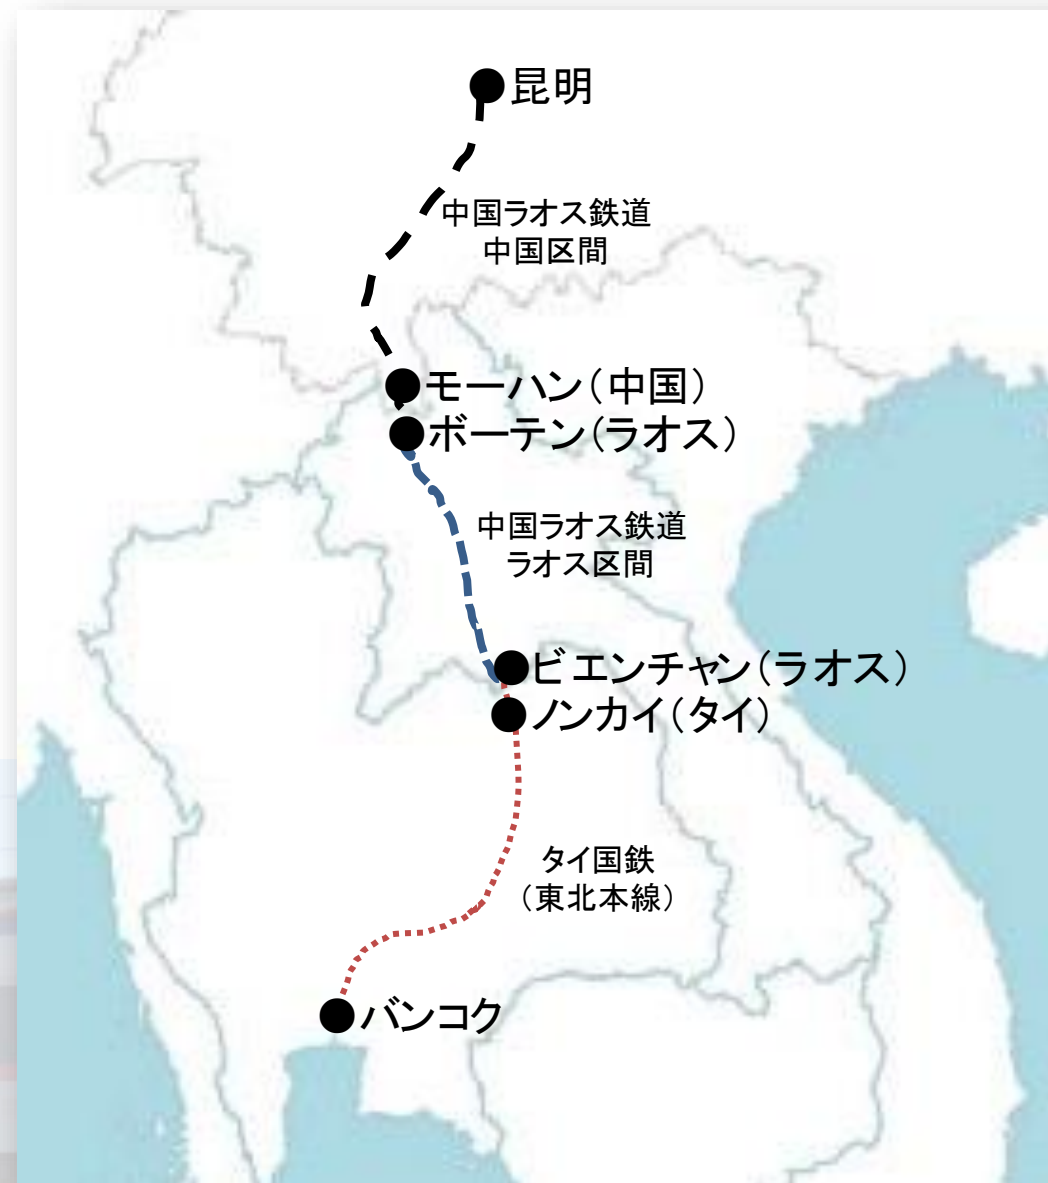 昆明
中国ラオス鉄道
中国区間
モーハン（中国）
ボーテン（ラオス）
中国ラオス鉄道
ラオス区間
ビエンチャン（ラオス）
ノンカイ（タイ）
タイ国鉄
（東北本線）
バンコク